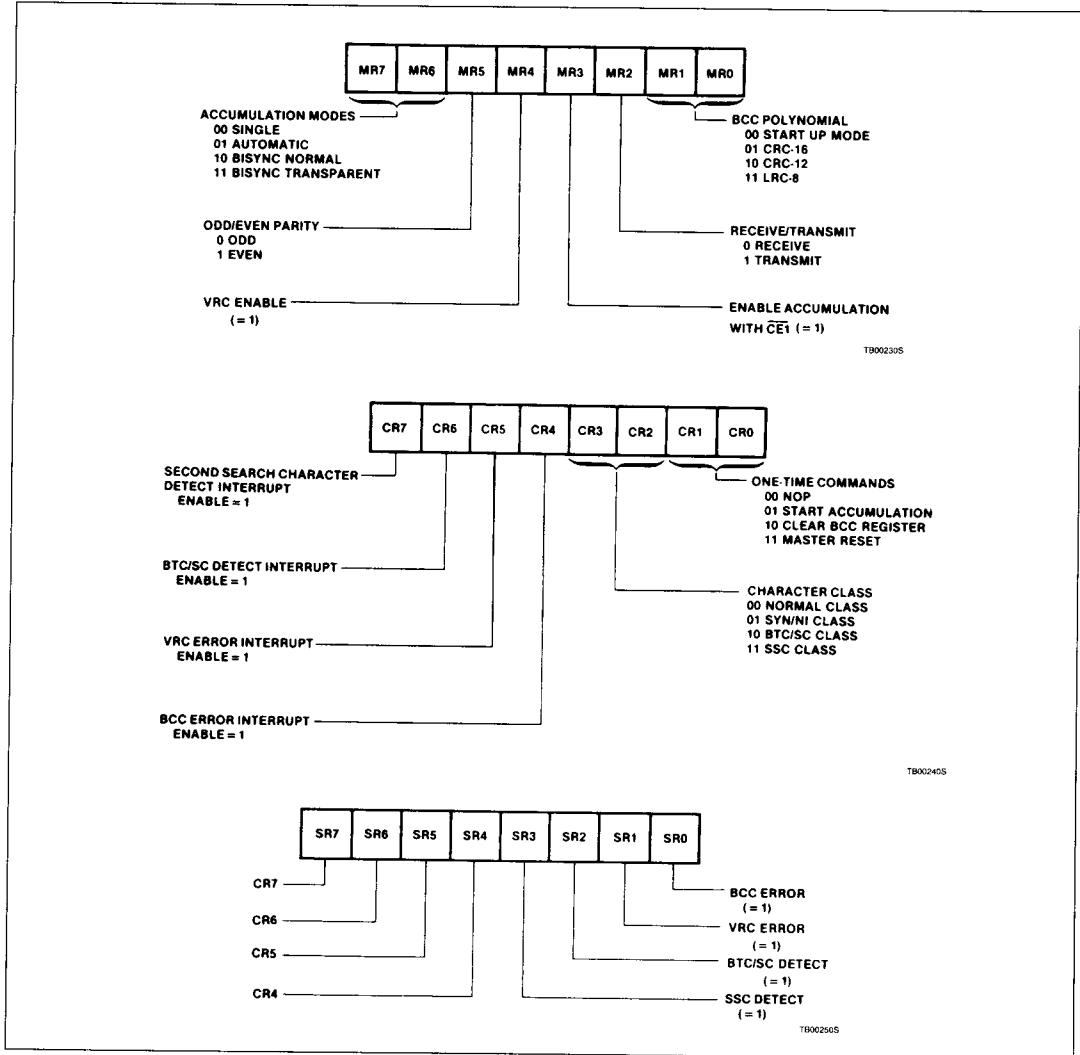 MR7 MR6 MR5 MR4 MR3 MR2 MR1 MR0
ACCUMULATION MODES
00 SINGLE
01 AUTOMATIC
10 BISYNC NORMAL
11 BISYNC TRANSPARENT
BCC POLYNOMIAL
00 START UP MODE
01 CRC-16
10 CRC-12
11 LRC-8
ODD/EVEN PARITY
0 ODD
1 EVEN
RECEIVE/TRANSMIT
0 RECEIVE
1 TRANSMIT
VRC ENABLE
(= 1)
ENABLE ACCUMULATION
WITH C̅E̅1̅ (= 1)
TB00230S
CR7 CR6 CR5 CR4 CR3 CR2 CR1 CR0
SECOND SEARCH CHARACTER
DETECT INTERRUPT
ENABLE = 1
ONE-TIME COMMANDS
00 NOP
01 START ACCUMULATION
10 CLEAR BCC REGISTER
11 MASTER RESET
BTC/SC DETECT INTERRUPT
ENABLE = 1
CHARACTER CLASS
00 NORMAL CLASS
01 SYN/NI CLASS
10 BTC/SC CLASS
11 SSC CLASS
VRC ERROR INTERRUPT
ENABLE = 1
BCC ERROR INTERRUPT
ENABLE = 1
TB00240S
SR7 SR6 SR5 SR4 SR3 SR2 SR1 SR0
CR7
CR6
CR5
CR4
BCC ERROR
(= 1)
VRC ERROR
(= 1)
BTC/SC DETECT
(= 1)
SSC DETECT
(= 1)
TB00250S